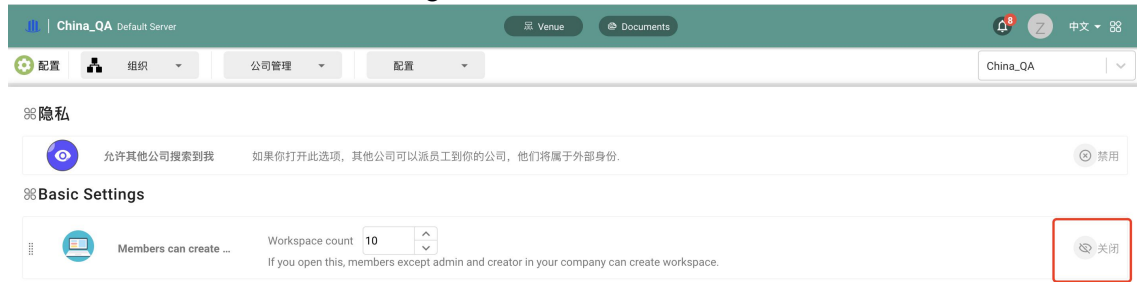 China_QA Default Server Venue Documents 8 Z 中文
配置 组织 公司管理 配置 China_QA
隐私
允许其他公司搜索到我 如果你打开此选项, 其他公司可以派员工到你的公司, 他们将属于外部身份. 禁用
Basic Settings
Workspace count 10
Members can create ... 关闭
If you open this, members except admin and creator in your company can create workspace.